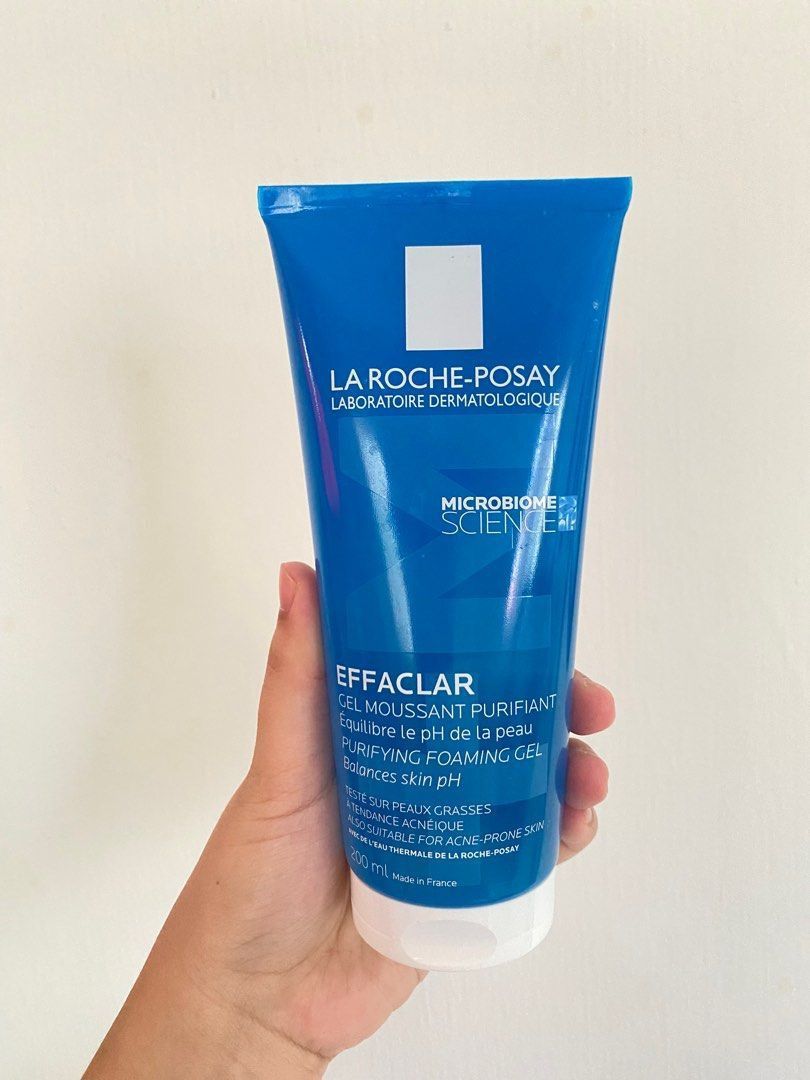 LA ROCHE-POSAY
LABORATOIRE DERMATOLOGIQUE
MICROBIOME
SCIENCE
EFFACLAR
GEL MOUSSANT PURIFIANT
Équilibre le pH de la peau
PURIFYING FOAMING GEL
Balances skin pH
TESTÉ SUR PEAUX GRASSES
À TENDANCE ACNÉIQUE
ALSO SUITABLE FOR ACNE-PRONE SKIN
AVEC DE L'EAU THERMALE DE LA ROCHE-POSAY
200 ml Made in France